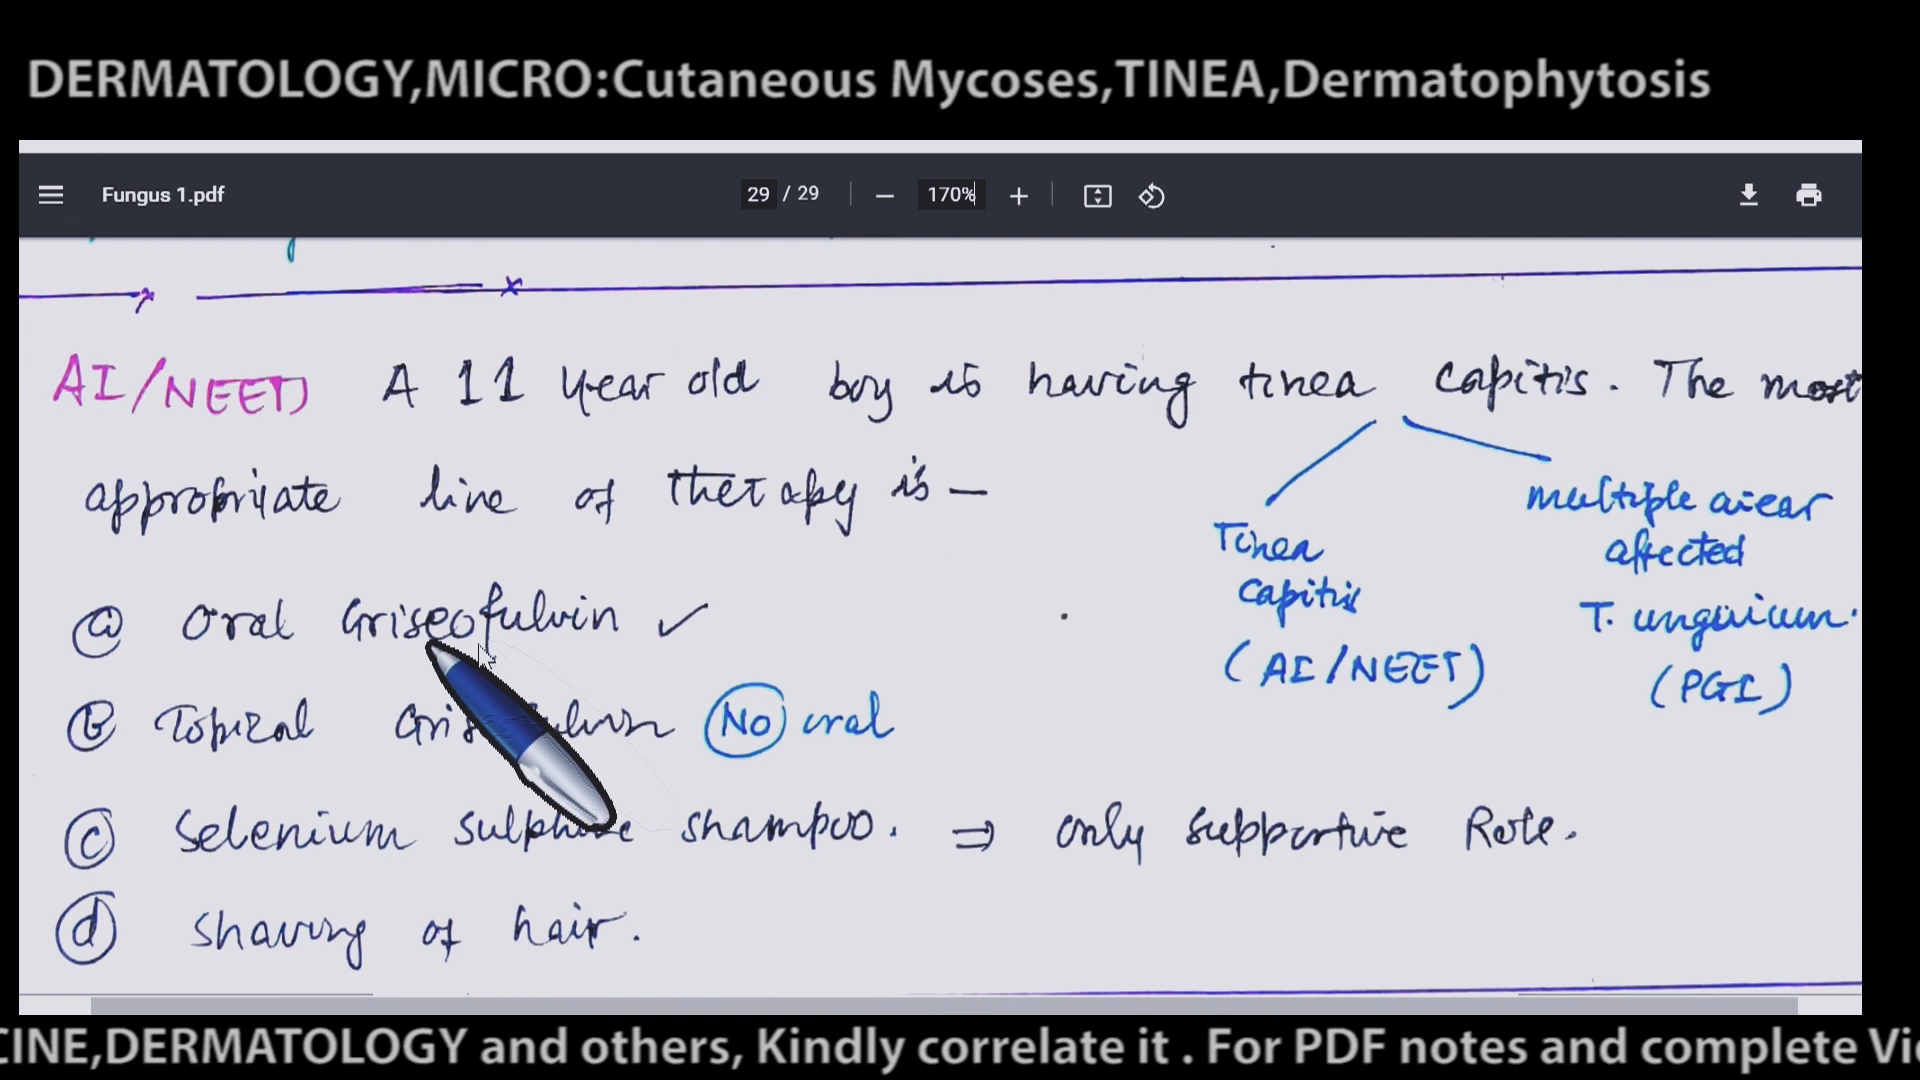 DERMATOLOGY,MICRO:Cutaneous Mycoses,TINEA,Dermatophytosis
Fungus 1.pdf 29 / 29 170%
AI/NEET) A 11 year old boy is having tinea capitis. The most
appropriate line of therapy is —
Tinea
capitis
(AI/NEET)
multiple
affected
T. unguium.
(PGI)
a oral Griseofulvin ✓
b Topical No oral
c Selenium shampoo. ⇒ only supportive Role.
d Shaving of hair.
CINE,DERMATOLOGY and others, Kindly correlate it . For PDF notes and complete Vi